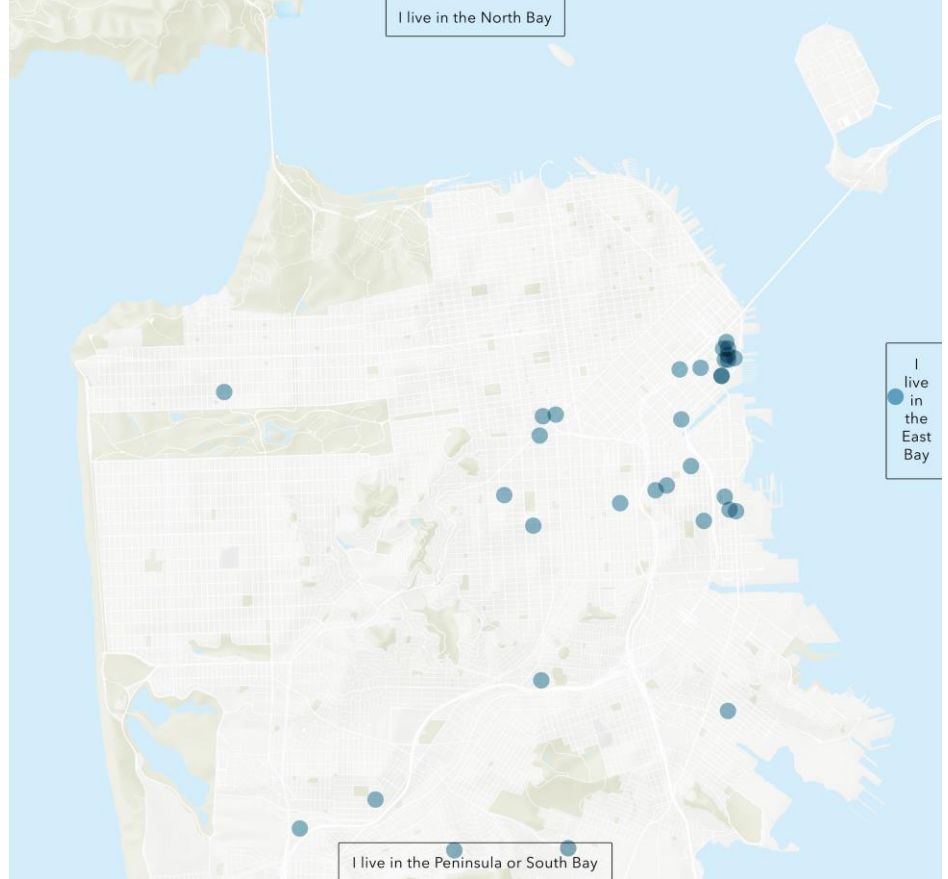 I live in the North Bay
I
live
in
the
East
Bay
I live in the Peninsula or South Bay